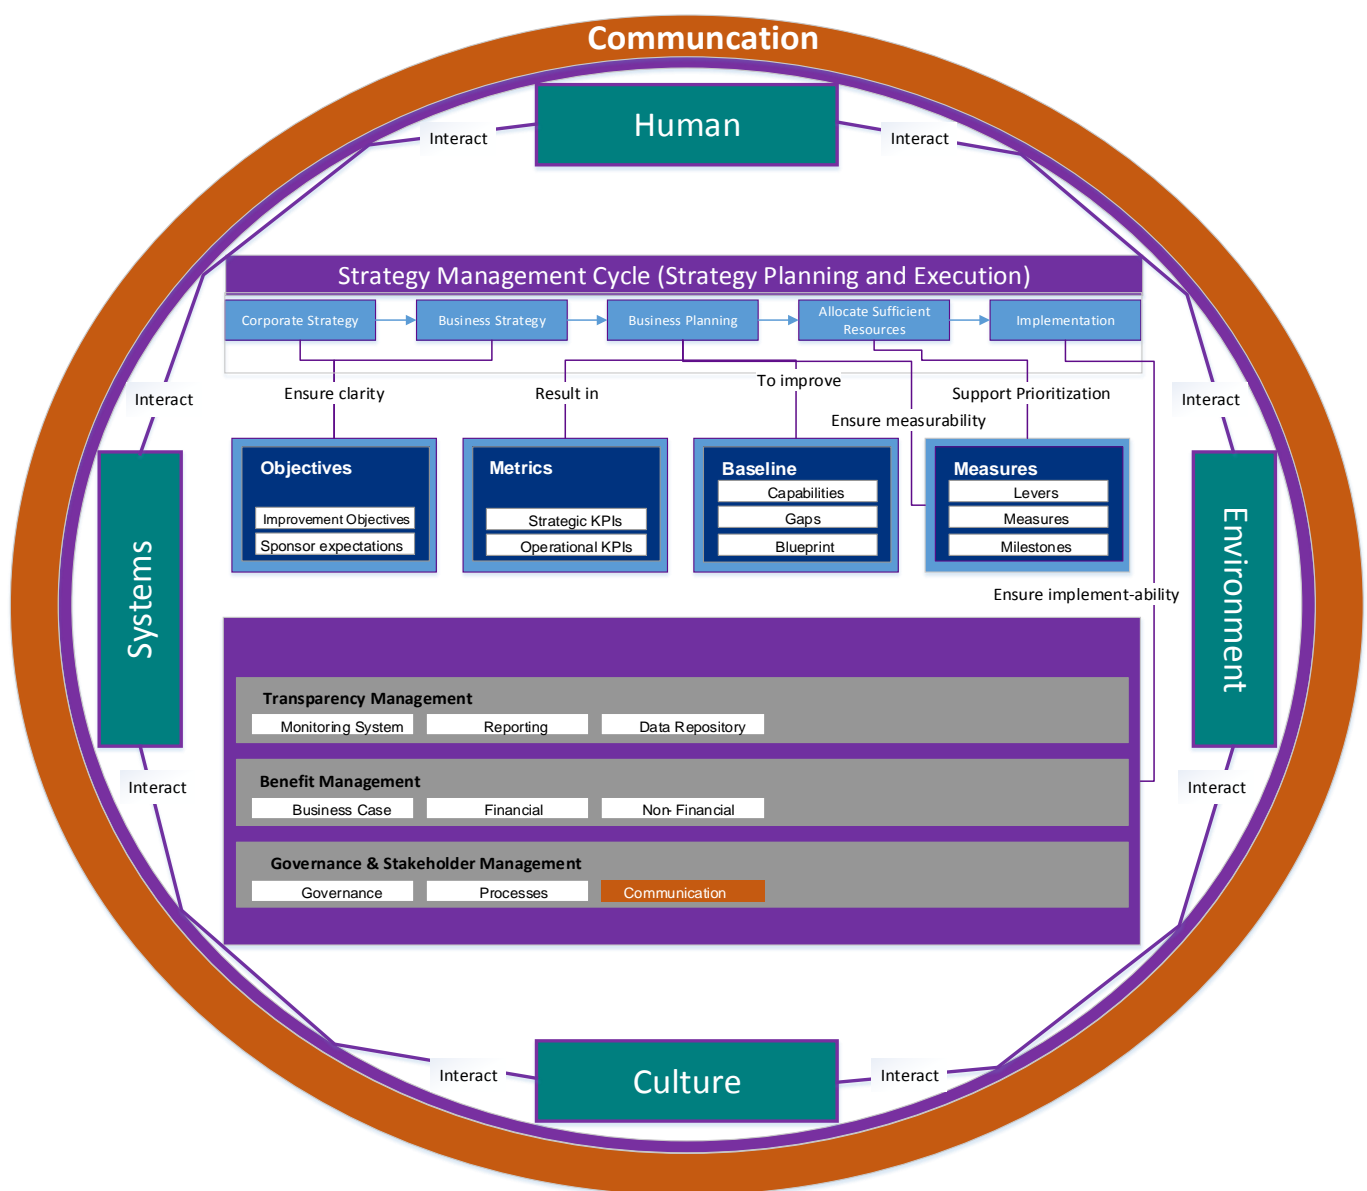 Communcation
Human
Interact
Interact
Strategy Management Cycle (Strategy Planning and Execution)
Corporate Strategy
Business Strategy
Business Planning
Allocate Sufficient
Resources
Implementation
Ensure clarity
Result in
To improve
Support Prioritization
Ensure measurability
Interact
Interact
Objectives
Improvement Objectives
Sponsor expectations
Metrics
Strategic KPIs
Operational KPIs
Baseline
Capabilities
Gaps
Blueprint
Measures
Levers
Measures
Milestones
Systems
Environment
Ensure implement-ability
Transparency Management
Monitoring System
Reporting
Data Repository
Benefit Management
Business Case
Financial
Non- Financial
Interact
Interact
Governance & Stakeholder Management
Governance
Processes
Communication
Interact
Culture
Interact